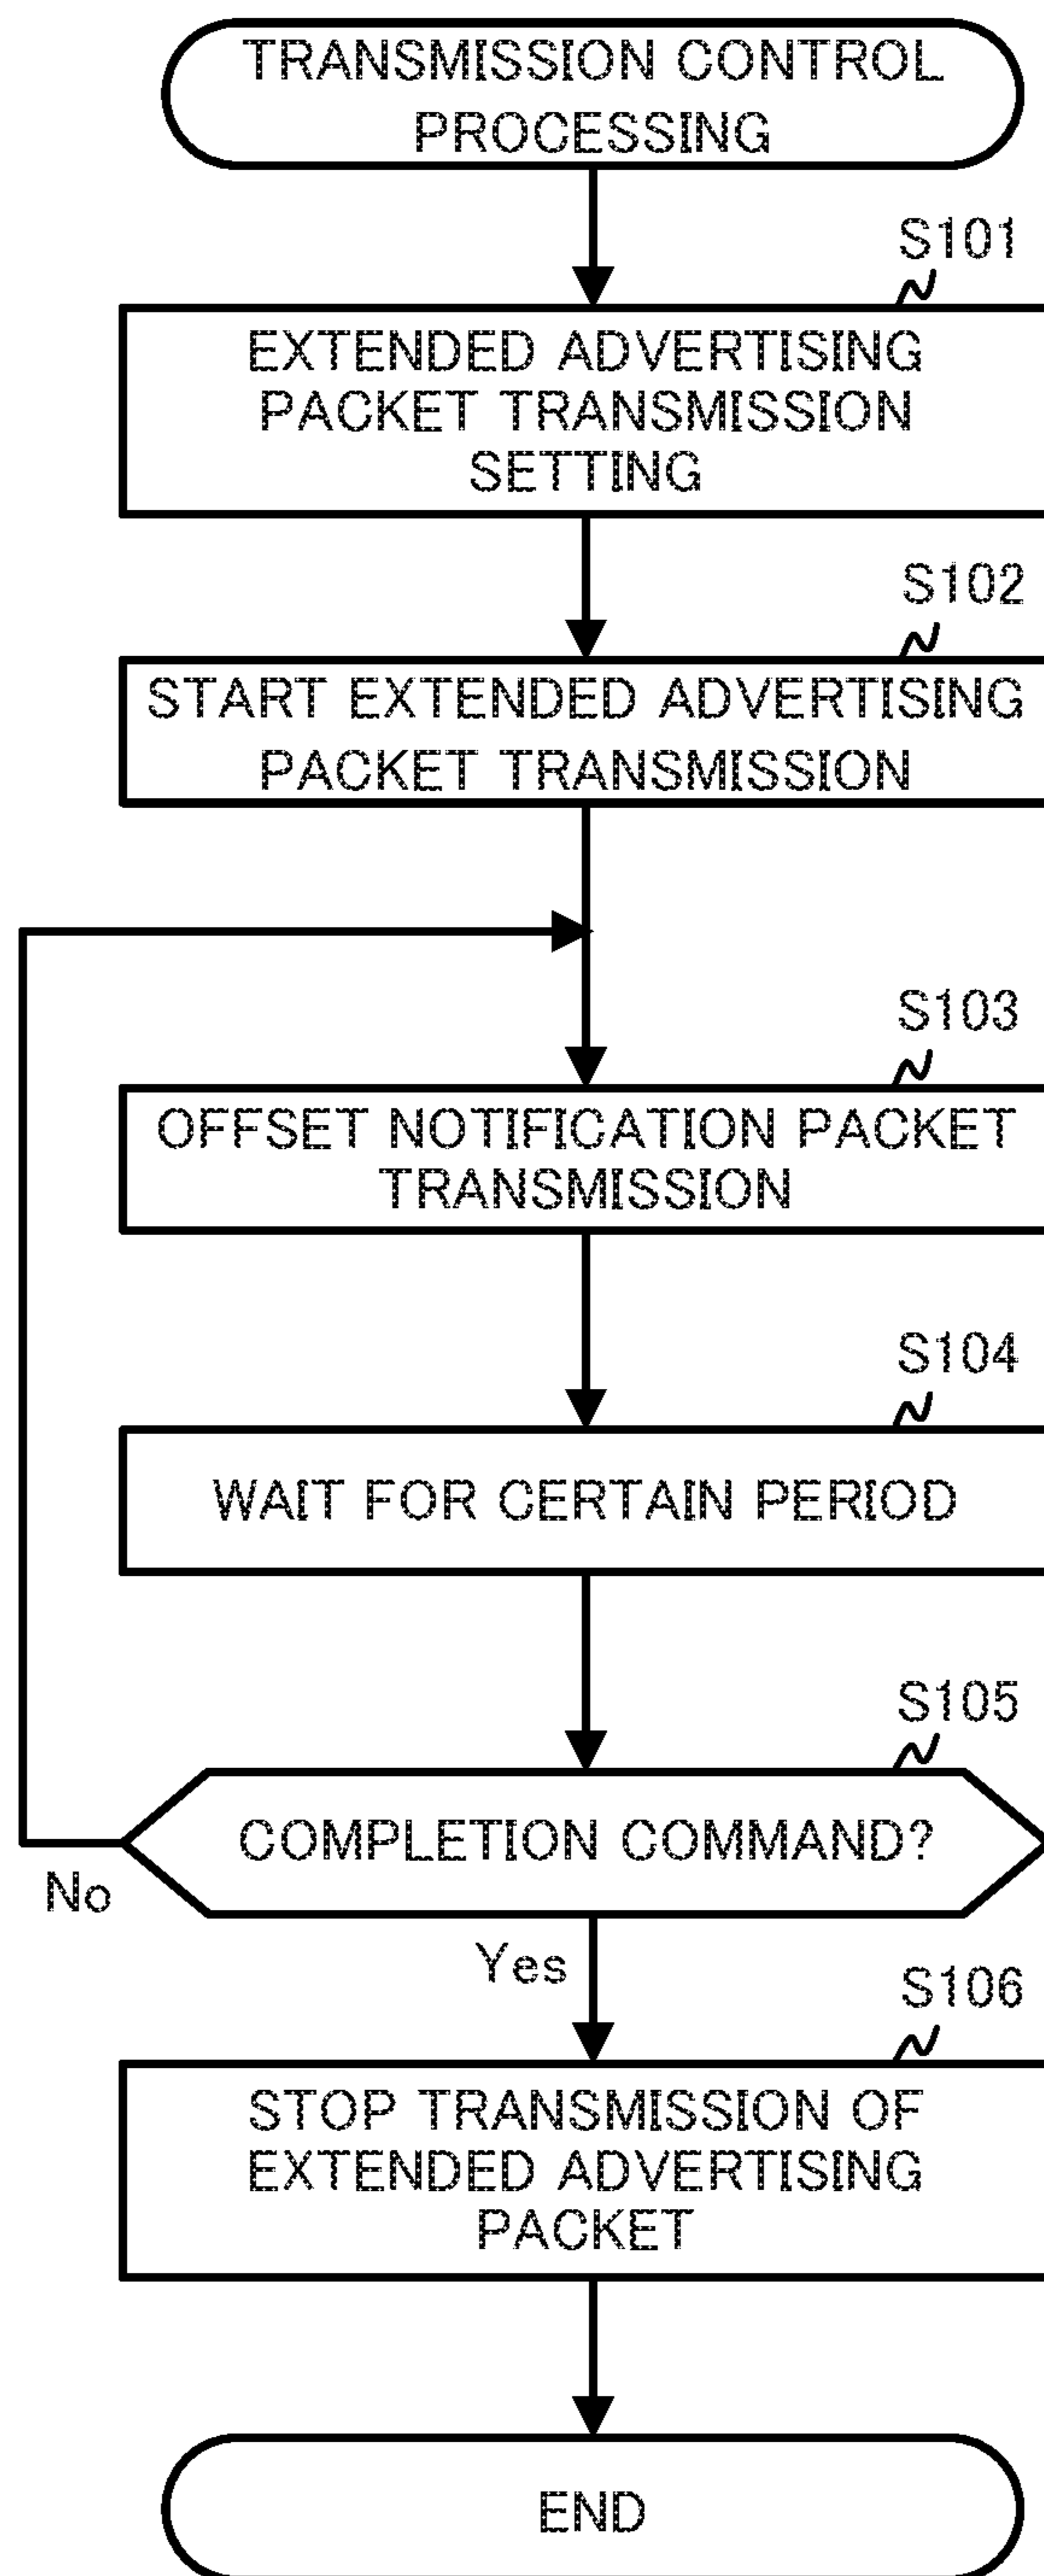 TRANSMISSION CONTROL
PROCESSING
S101
EXTENDED ADVERTISING
PACKET TRANSMISSION
SETTING
S102
START EXTENDED ADVERTISING
PACKET TRANSMISSION
S103
OFFSET NOTIFICATION PACKET
TRANSMISSION
S104
WAIT FOR CERTAIN PERIOD
S105
COMPLETION COMMAND?
No
Yes
S106
STOP TRANSMISSION OF
EXTENDED ADVERTISING
PACKET
END